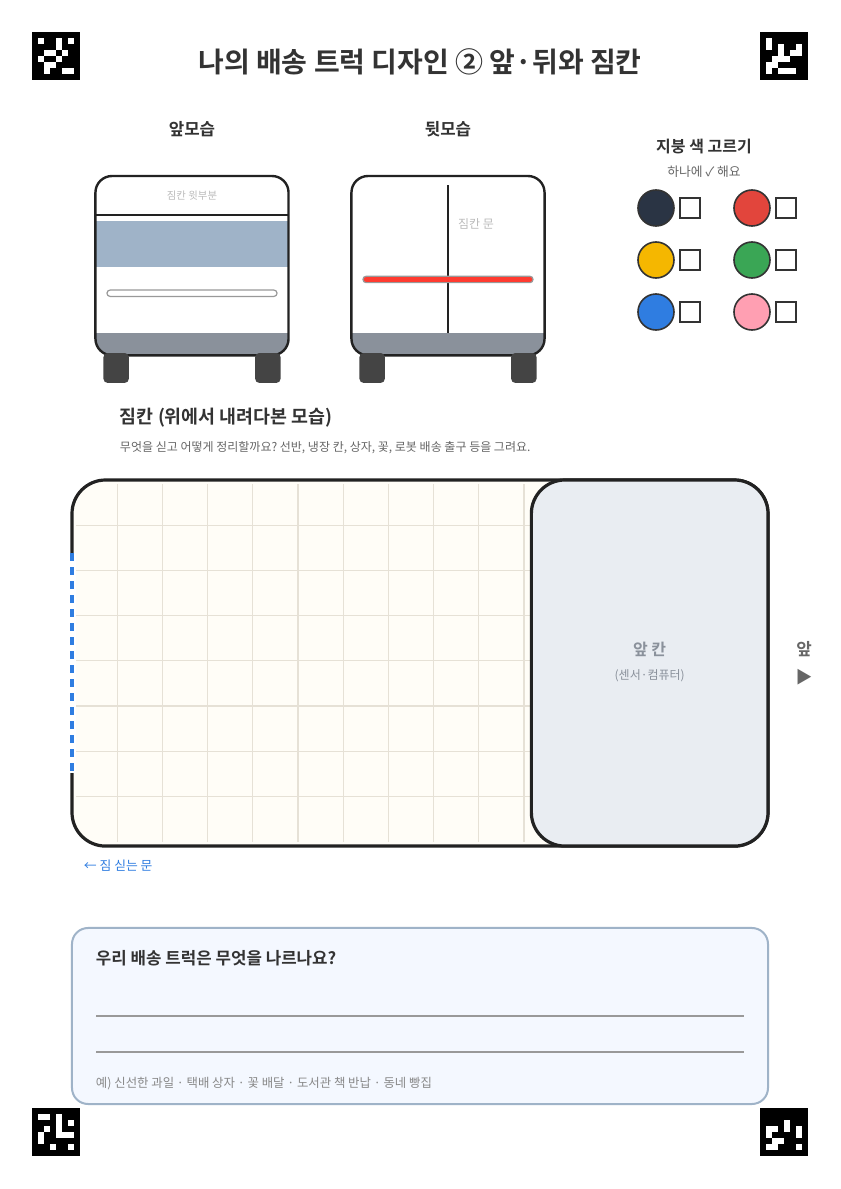 나의 배송 트럭 디자인 ② 앞·뒤와 짐칸
앞모습
뒷모습
지붕 색 고르기
하나에 ✓ 해요
짐칸 윗부분
짐칸 문
짐칸 (위에서 내려다본 모습)
무엇을 싣고 어떻게 정리할까요? 선반, 냉장 칸, 상자, 꽃, 로봇 배송 출구 등을 그려요.
앞 칸
(센서·컴퓨터)
앞
▶
← 짐 싣는 문
우리 배송 트럭은 무엇을 나르나요?
예) 신선한 과일 · 택배 상자 · 꽃 배달 · 도서관 책 반납 · 동네 빵집